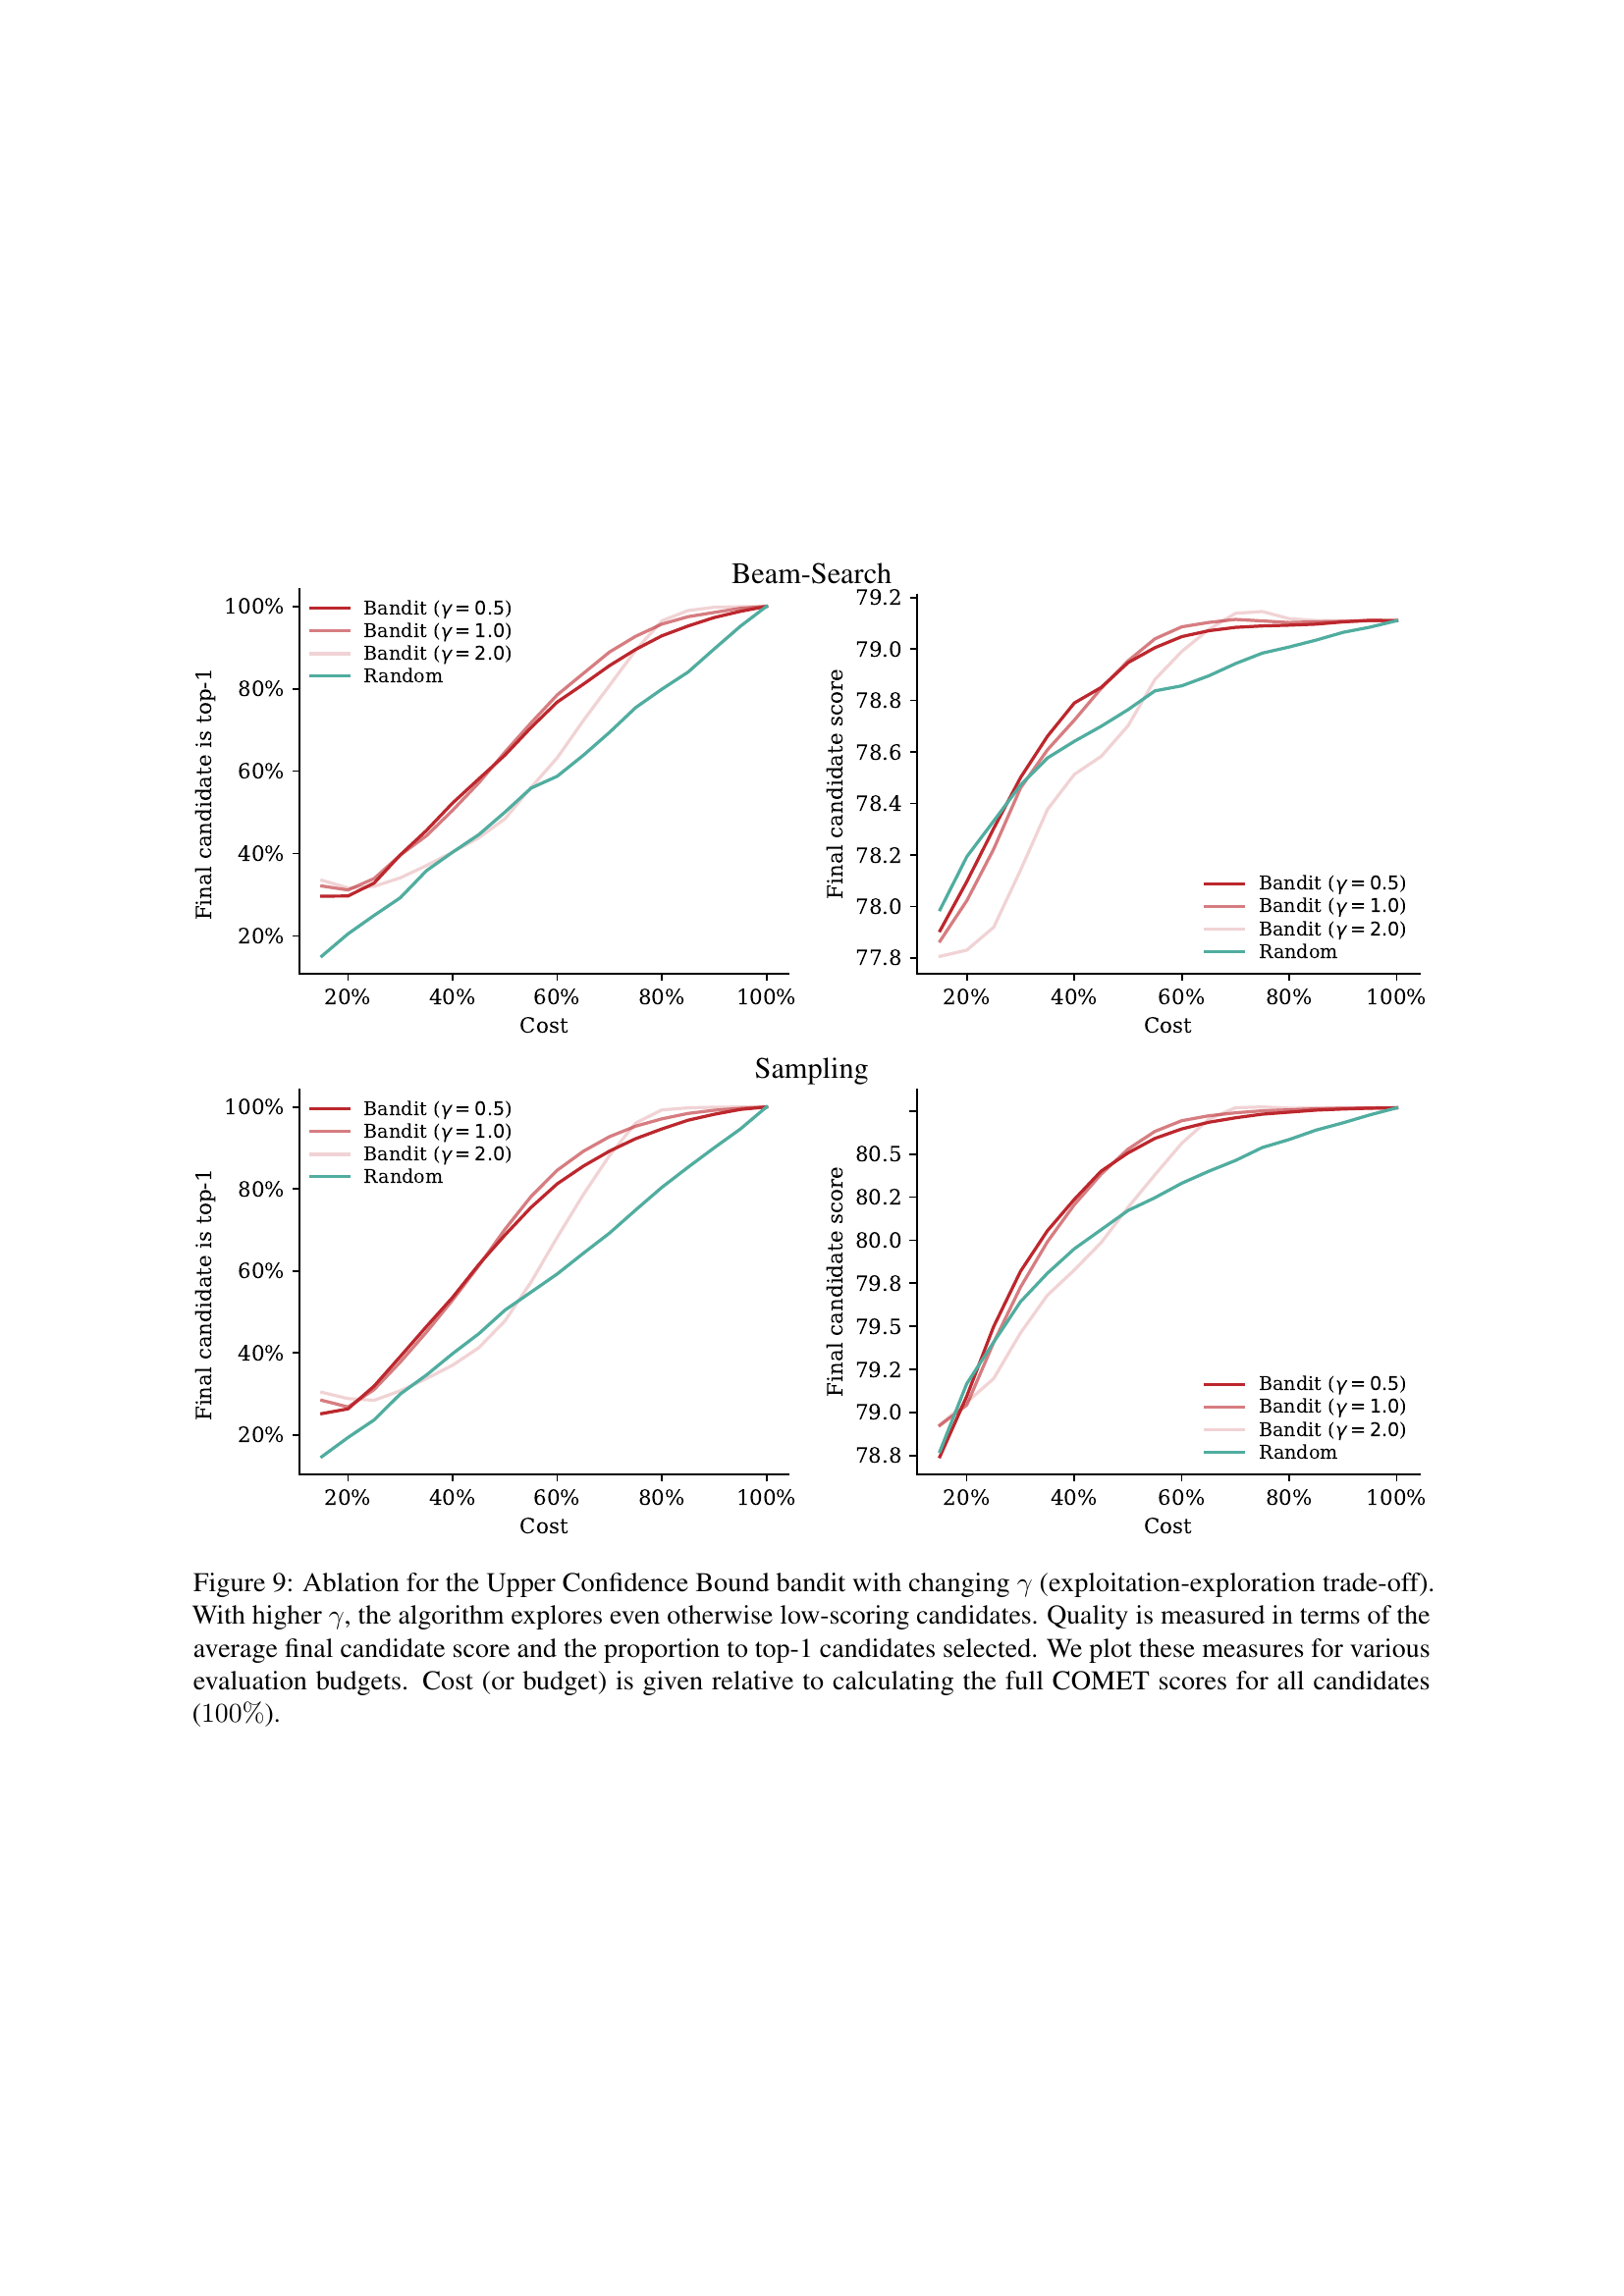 Beam-Search
100%
80%
60%
40%
20%
Final candidate is top-1
Bandit (γ = 0.5)
Bandit (γ = 1.0)
Bandit (γ = 2.0)
Random
20% 40% 60% 80% 100%
Cost
79.2
79.0
78.8
78.6
78.4
78.2
78.0
77.8
Final candidate score
Bandit (γ = 0.5)
Bandit (γ = 1.0)
Bandit (γ = 2.0)
Random
20% 40% 60% 80% 100%
Cost
Sampling
100%
80%
60%
40%
20%
Final candidate is top-1
Bandit (γ = 0.5)
Bandit (γ = 1.0)
Bandit (γ = 2.0)
Random
20% 40% 60% 80% 100%
Cost
80.5
80.2
80.0
79.8
79.5
79.2
79.0
78.8
Final candidate score
Bandit (γ = 0.5)
Bandit (γ = 1.0)
Bandit (γ = 2.0)
Random
20% 40% 60% 80% 100%
Cost
Figure 9: Ablation for the Upper Confidence Bound bandit with changing γ (exploitation-exploration trade-off).
With higher γ, the algorithm explores even otherwise low-scoring candidates. Quality is measured in terms of the
average final candidate score and the proportion to top-1 candidates selected. We plot these measures for various
evaluation budgets. Cost (or budget) is given relative to calculating the full COMET scores for all candidates
(100%).